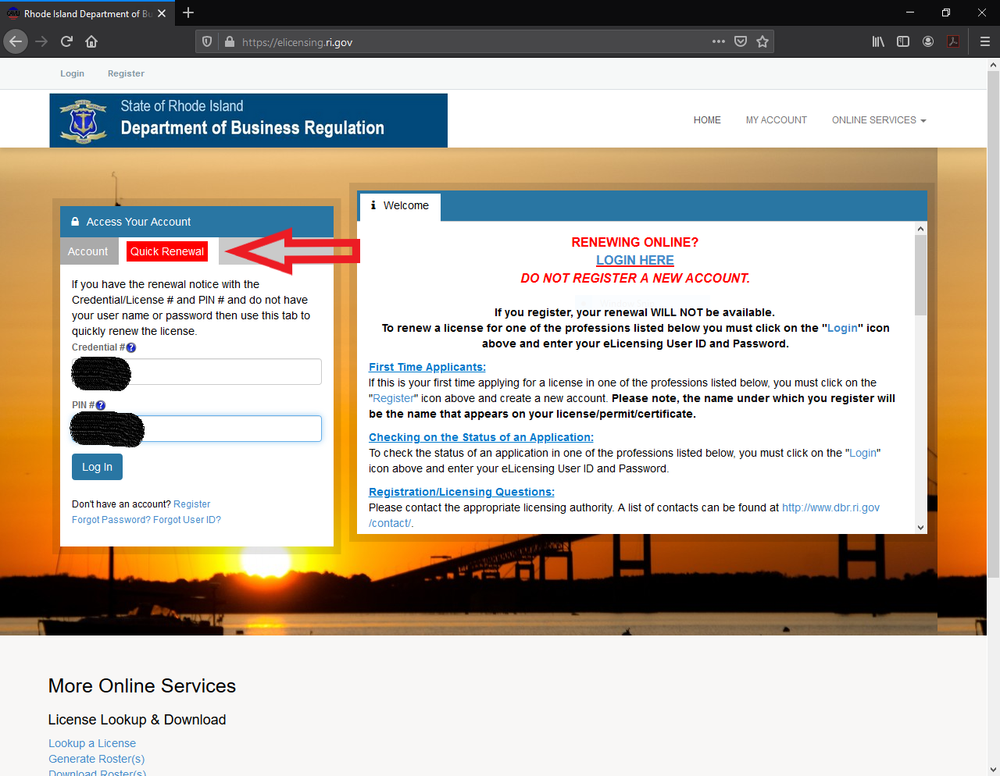 Rhode Island Department of Bu
https://elicensing.ri.gov
Login
Register
State of Rhode Island
Department of Business Regulation
HOME
MY ACCOUNT
ONLINE SERVICES
Access Your Account
Account
Quick Renewal
If you have the renewal notice with the
Credential/License # and PIN # and do not have
your user name or password then use this tab to
quickly renew the license.
Credential #
PIN #
Log In
Don't have an account? Register
Forgot Password? Forgot User ID?
Welcome
RENEWING ONLINE?
LOGIN HERE
DO NOT REGISTER A NEW ACCOUNT.
If you register, your renewal WILL NOT be available.
To renew a license for one of the professions listed below you must click on the "Login" icon
above and enter your eLicensing User ID and Password.
First Time Applicants:
If this is your first time applying for a license in one of the professions listed below, you must click on the
"Register" icon above and create a new account. Please note, the name under which you register will
be the name that appears on your license/permit/certificate.
Checking on the Status of an Application:
To check the status of an application in one of the professions listed below, you must click on the "Login"
icon above and enter your eLicensing User ID and Password.
Registration/Licensing Questions:
Please contact the appropriate licensing authority. A list of contacts can be found at http://www.dbr.ri.gov
/contact/.
More Online Services
License Lookup & Download
Lookup a License
Generate Roster(s)
Download Roster(s)